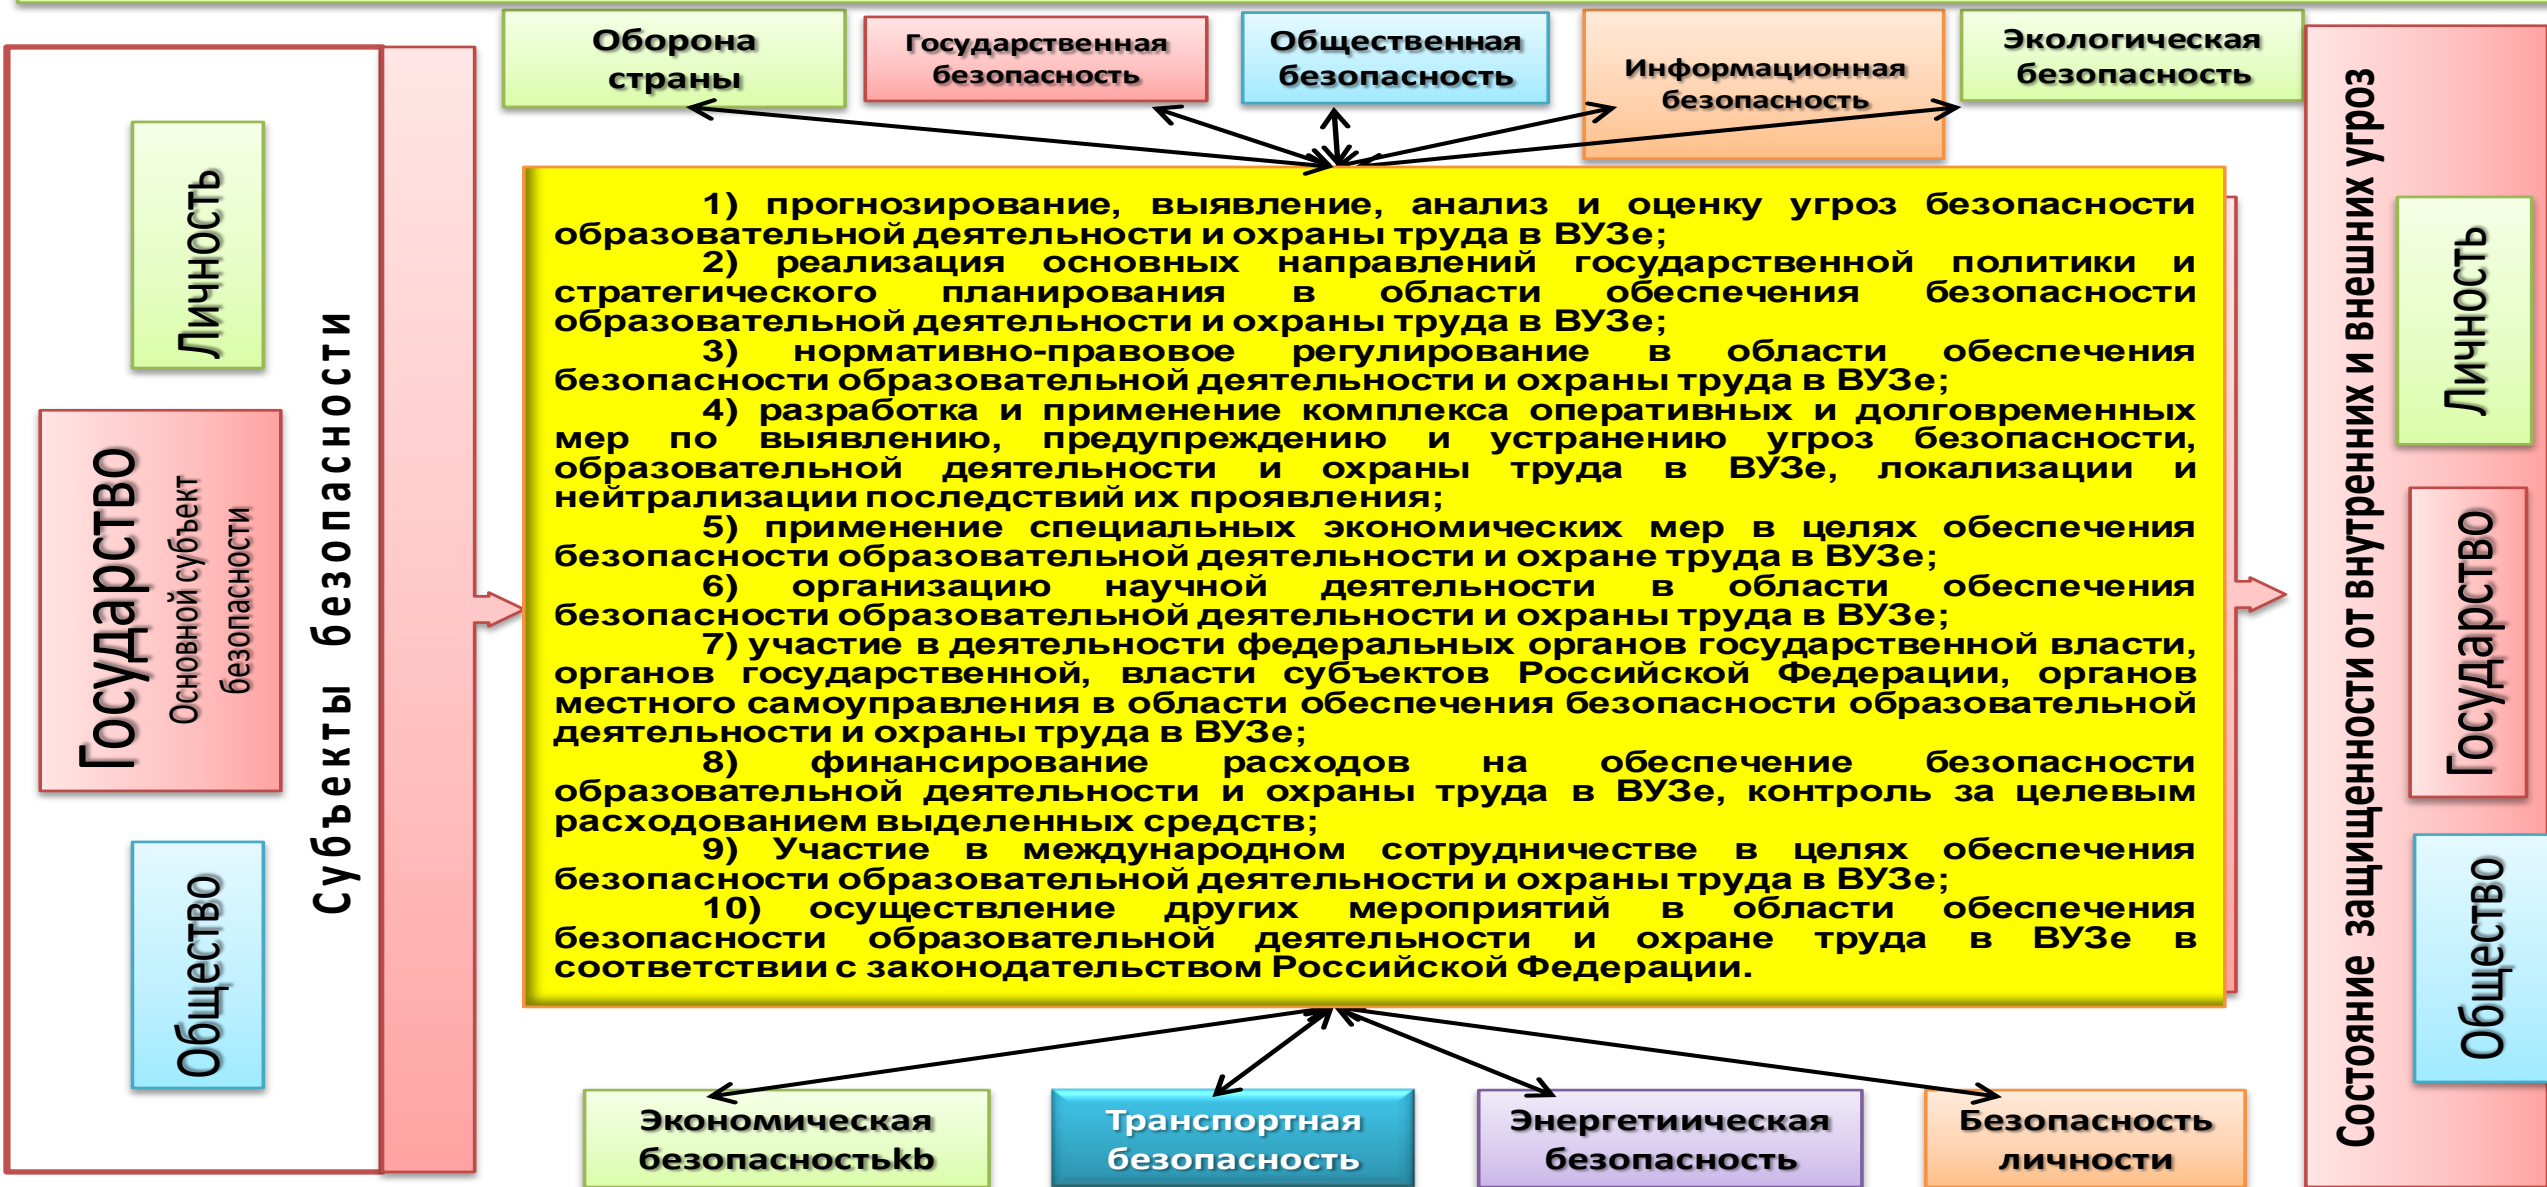 Оборона
страны
Государственная
безопасность
Общественная
безопасность
Информационная
безопасность
Экологическая
безопасность
Личность
Государство
Основной субъект
безопасности
Общество
Субъекты безопасности
1) прогнозирование, выявление, анализ и оценку угроз безопасности
образовательной деятельности и охраны труда в ВУЗе;
2) реализация основных направлений государственной политики и
стратегического планирования в области обеспечения безопасности
образовательной деятельности и охраны труда в ВУЗе;
3) нормативно-правовое регулирование в области обеспечения
безопасности образовательной деятельности и охраны труда в ВУЗе;
4) разработка и применение комплекса оперативных и долговременных
мер по выявлению, предупреждению и устранению угроз безопасности,
образовательной деятельности и охраны труда в ВУЗе, локализации и
нейтрализации последствий их проявления;
5) применение специальных экономических мер в целях обеспечения
безопасности образовательной деятельности и охране труда в ВУЗе;
6) организацию научной деятельности в области обеспечения
безопасности образовательной деятельности и охраны труда в ВУЗе;
7) участие в деятельности федеральных органов государственной власти,
органов государственной, власти субъектов Российской Федерации, органов
местного самоуправления в области обеспечения безопасности образовательной
деятельности и охраны труда в ВУЗе;
8) финансирование расходов на обеспечение безопасности
образовательной деятельности и охраны труда в ВУЗе, контроль за целевым
расходованием выделенных средств;
9) Участие в международном сотрудничестве в целях обеспечения
безопасности образовательной деятельности и охраны труда в ВУЗе;
10) осуществление других мероприятий в области обеспечения
безопасности образовательной деятельности и охране труда в ВУЗе в
соответствии с законодательством Российской Федерации.
Состояние защищенности от внутренних и внешних угроз
Личность
Государство
Общество
Экономическая
безопасностьkb
Транспортная
безопасность
Энергетиическая
безопасность
Безопасность
личности